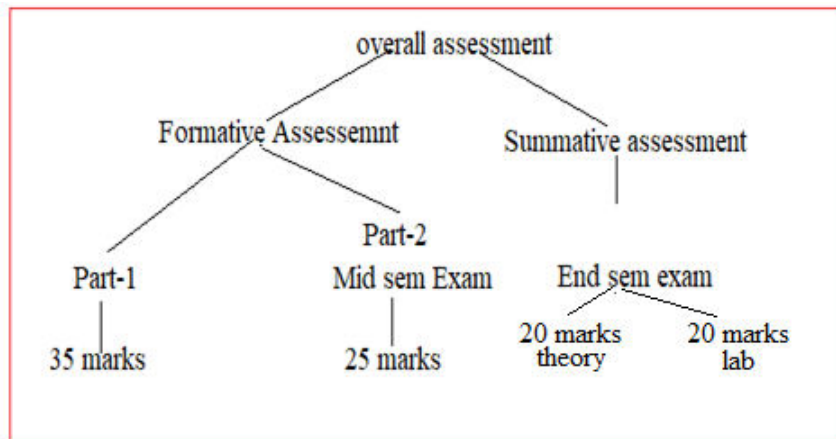 overall assessment
Formative Assessemnt
Summative assessment
Part-2
Part-1
Mid sem Exam
End sem exam
35 marks
25 marks
20 marks
theory
20 marks
lab